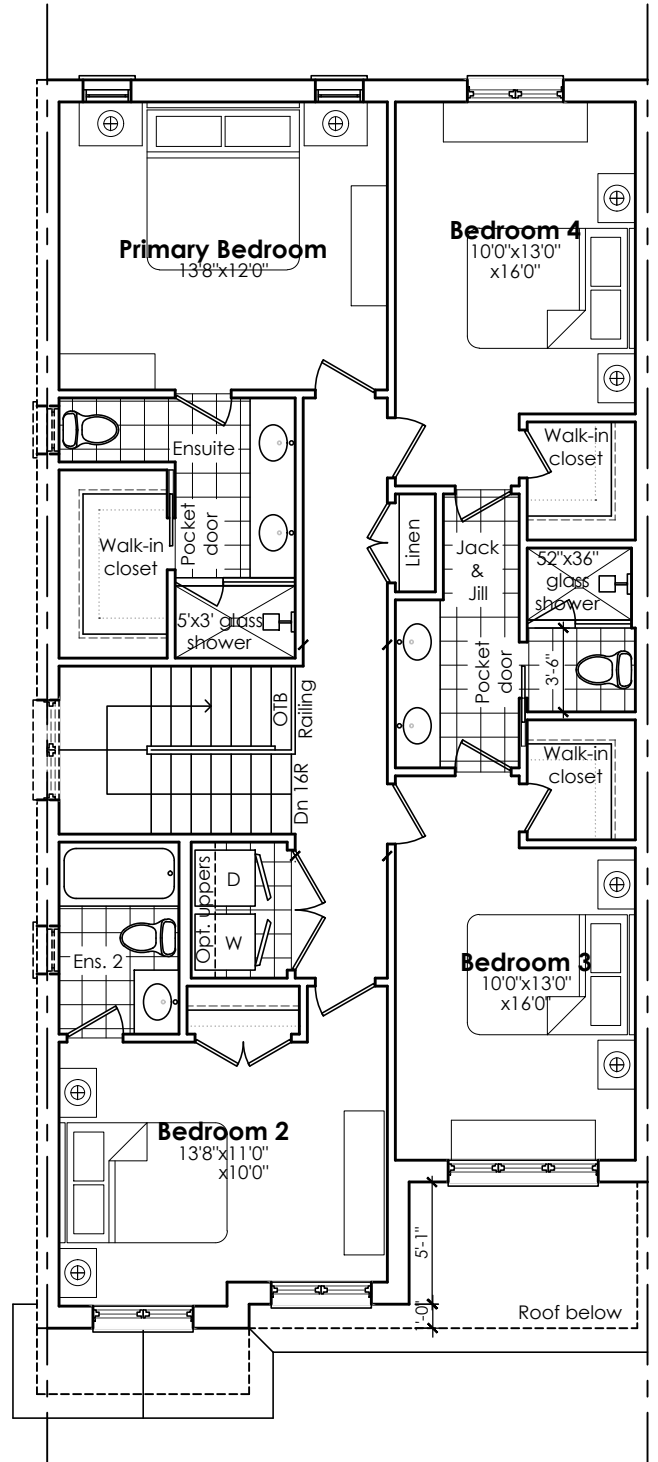 Primary Bedroom
13'8"x12'0"
Bedroom 4
10'0"x13'0"
x16'0"
Ensuite
Walk-in
closet
Pocket
door
Walk-in
closet
Linen
Jack
&
Jill
52"x36"
glass
shower
5'x3' glass
shower
Pocket
door
3'-6"
OTB
Railing
Dn 16R
Walk-in
closet
Opt. uppers
D
W
Ens. 2
Bedroom 3
10'0"x13'0"
x16'0"
Bedroom 2
13'8"x11'0"
x10'0"
5'-1"
Roof below